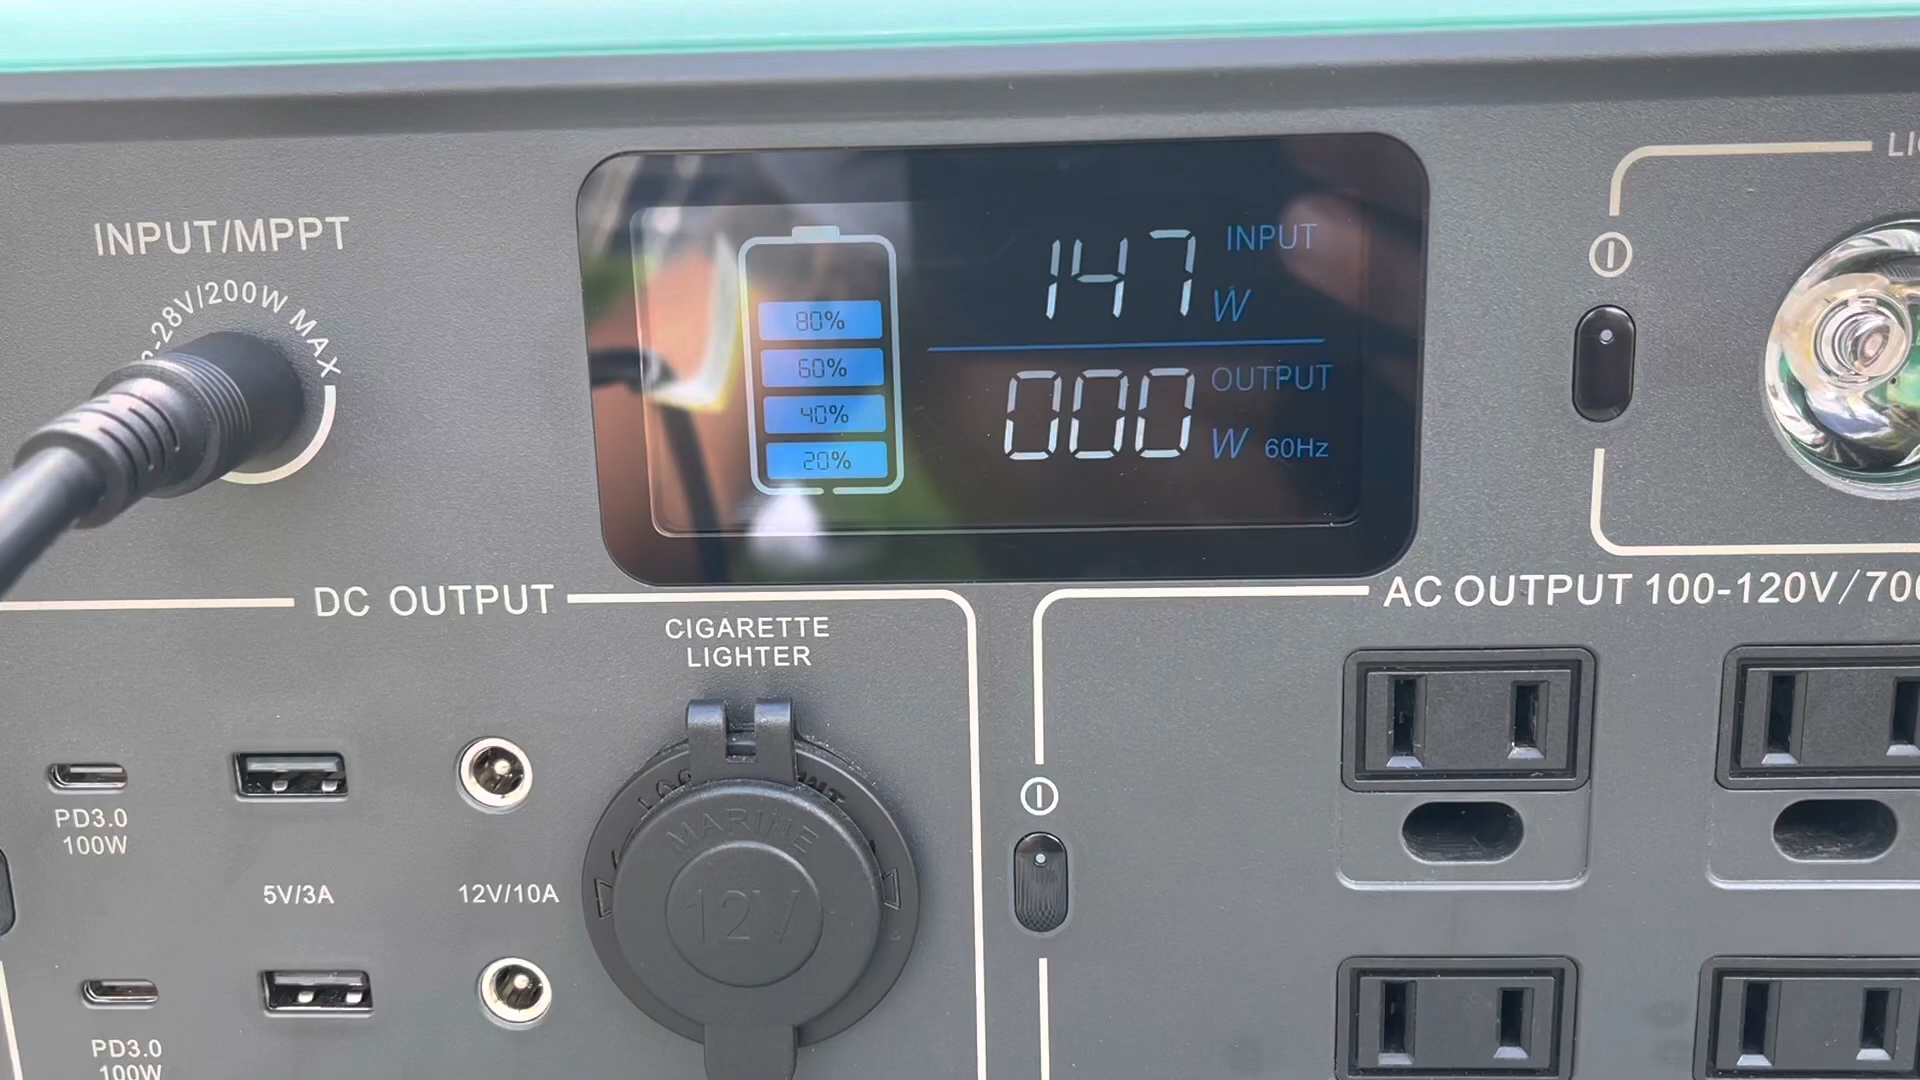 INPUT/MPPT
-28V/200W MAX
80%
60%
40%
20%
147 INPUT
W
000 OUTPUT
W 60Hz
DC OUTPUT
CIGARETTE
LIGHTER
AC OUTPUT 100-120V/700
PD3.0
100W
5V/3A
12V/10A
MARINE
12V
PD3.0
100W